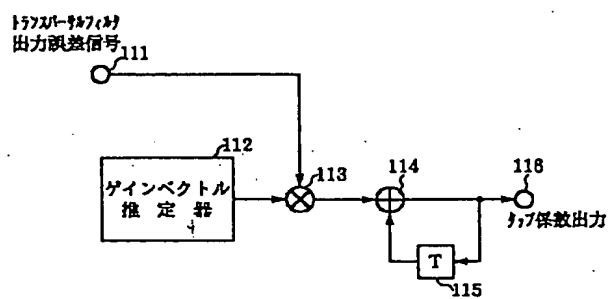 トランスバーサルフィルタ
出力誤差信号
111
112
ゲインベクトル
推定器
113
114
116
タップ係数出力
T
115